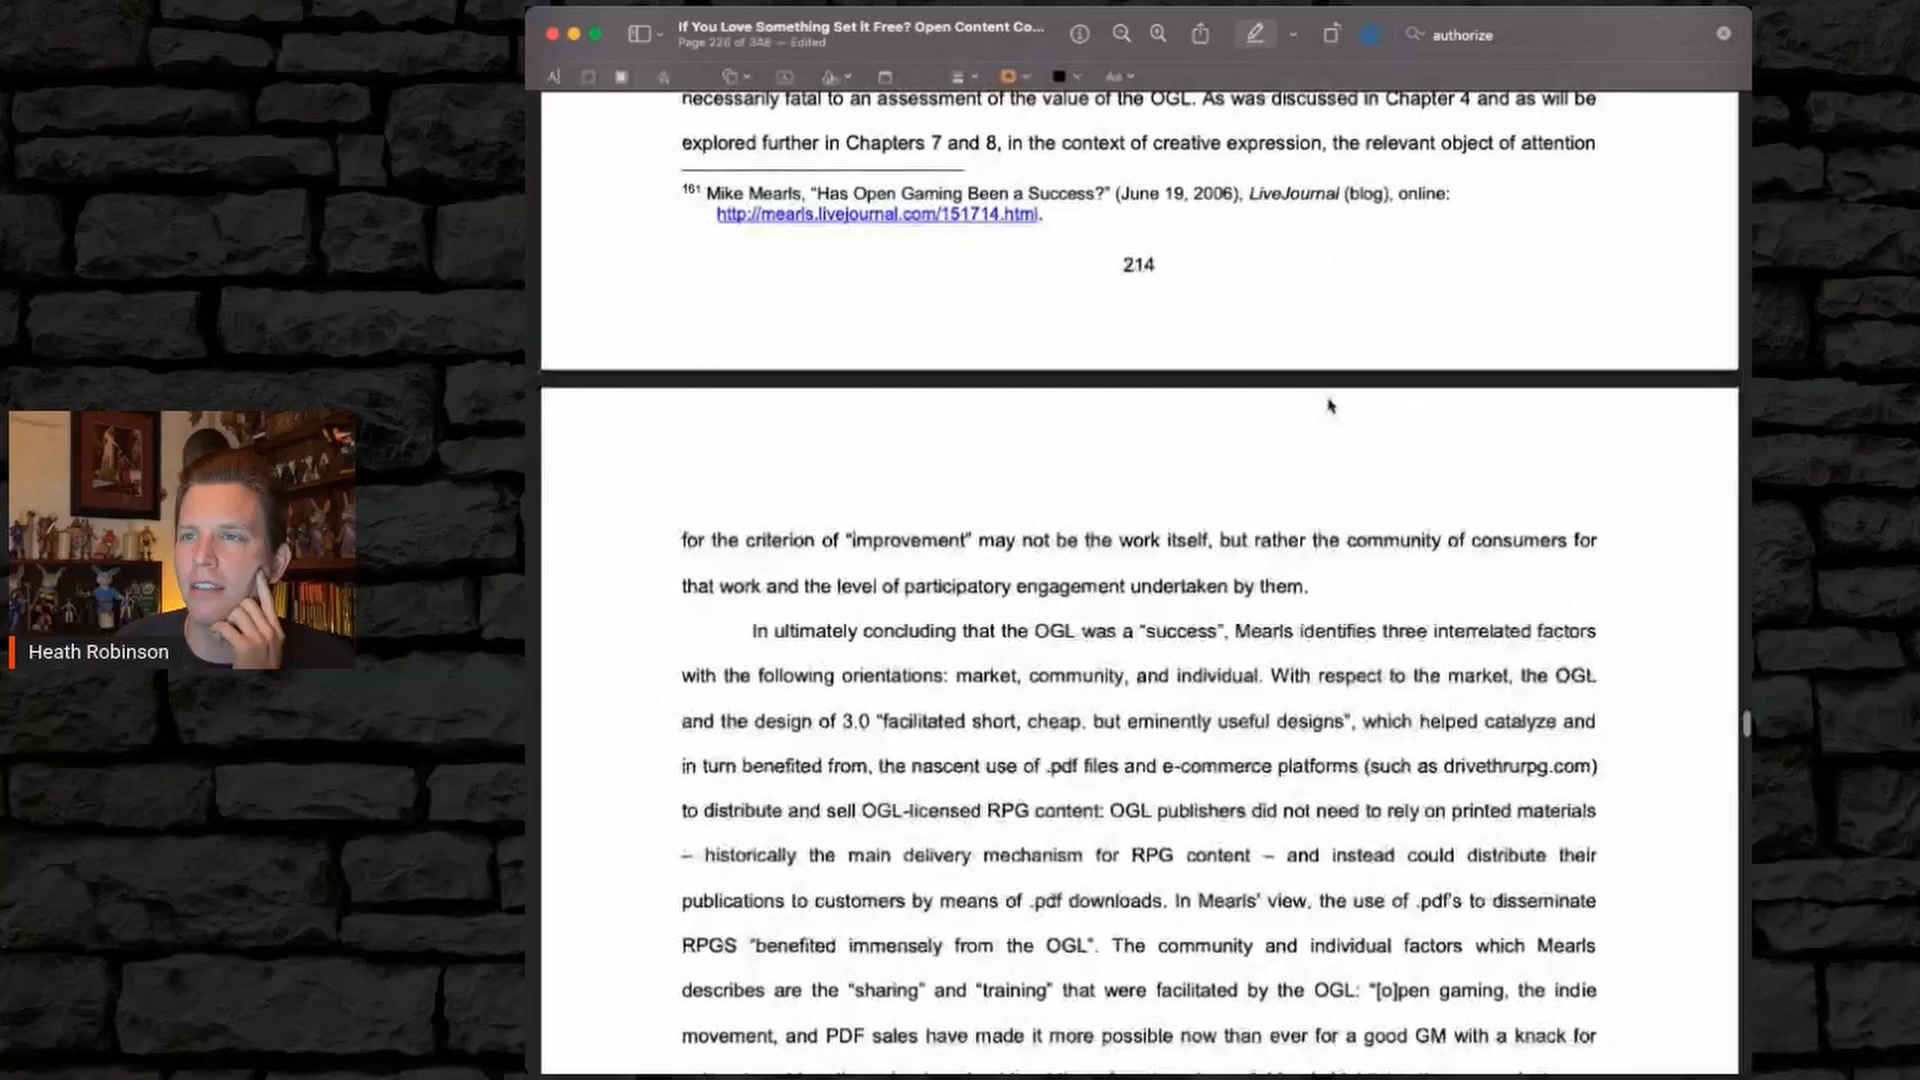 If You Love Something Set it Free? Open Content Co...
Page 226 of 348 — Edited
authorize
necessarily fatal to an assessment of the value of the OGL. As was discussed in Chapter 4 and as will be
explored further in Chapters 7 and 8, in the context of creative expression, the relevant object of attention
161 Mike Mearls, “Has Open Gaming Been a Success?” (June 19, 2006), LiveJournal (blog), online:
http://mearls.livejournal.com/151714.html.
214
for the criterion of “improvement” may not be the work itself, but rather the community of consumers for
that work and the level of participatory engagement undertaken by them.
In ultimately concluding that the OGL was a “success”, Mearls identifies three interrelated factors
with the following orientations: market, community, and individual. With respect to the market, the OGL
and the design of 3.0 “facilitated short, cheap, but eminently useful designs”, which helped catalyze and
in turn benefited from, the nascent use of .pdf files and e-commerce platforms (such as drivethrurpg.com)
to distribute and sell OGL-licensed RPG content: OGL publishers did not need to rely on printed materials
– historically the main delivery mechanism for RPG content – and instead could distribute their
publications to customers by means of .pdf downloads. In Mearls’ view, the use of .pdf’s to disseminate
RPGS “benefited immensely from the OGL”. The community and individual factors which Mearls
describes are the “sharing” and “training” that were facilitated by the OGL: “[o]pen gaming, the indie
movement, and PDF sales have made it more possible now than ever for a good GM with a knack for
Heath Robinson